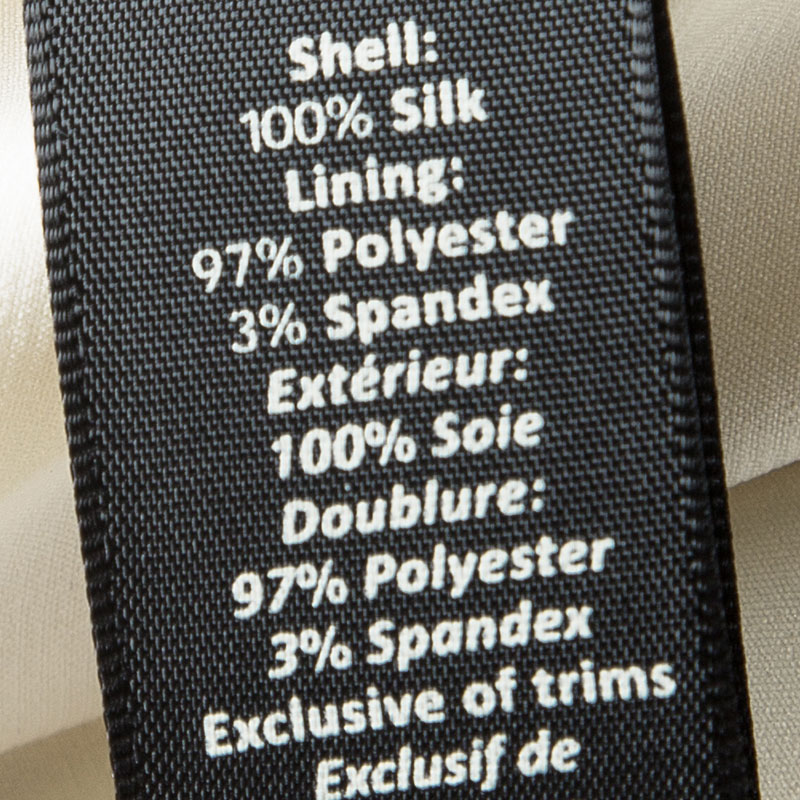 Shell:
100% Silk
Lining:
97% Polyester
3% Spandex
Extérieur:
100% Soie
Doublure:
97% Polyester
3% Spandex
Exclusive of trims
Exclusif de